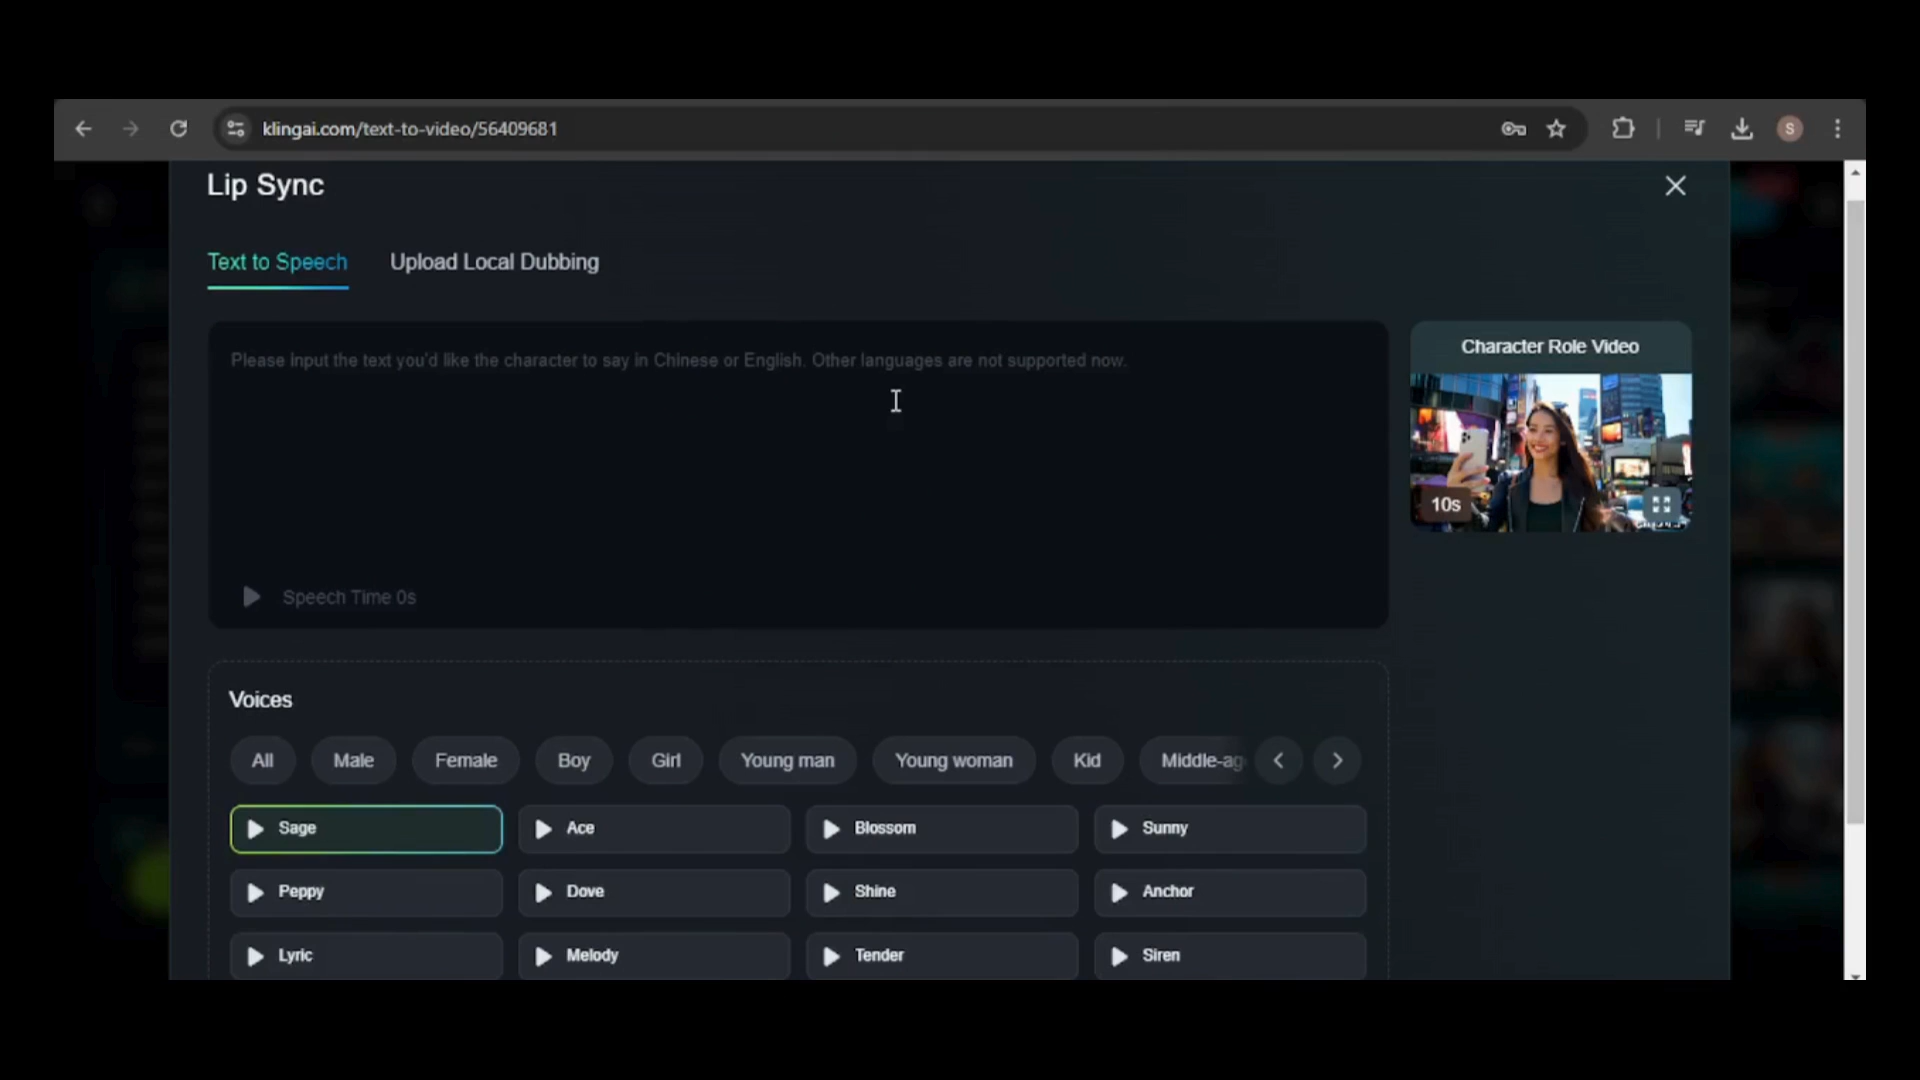 klingai.com/text-to-video/56409681
S
Lip Sync
Text to Speech
Upload Local Dubbing
Please input the text you'd like the character to say in Chinese or English. Other languages are not supported now.
Character Role Video
10s
Speech Time 0s
Voices
All
Male
Female
Boy
Girl
Young man
Young woman
Kid
Middle-ag
Sage
Ace
Blossom
Sunny
Peppy
Dove
Shine
Anchor
Lyric
Melody
Tender
Siren